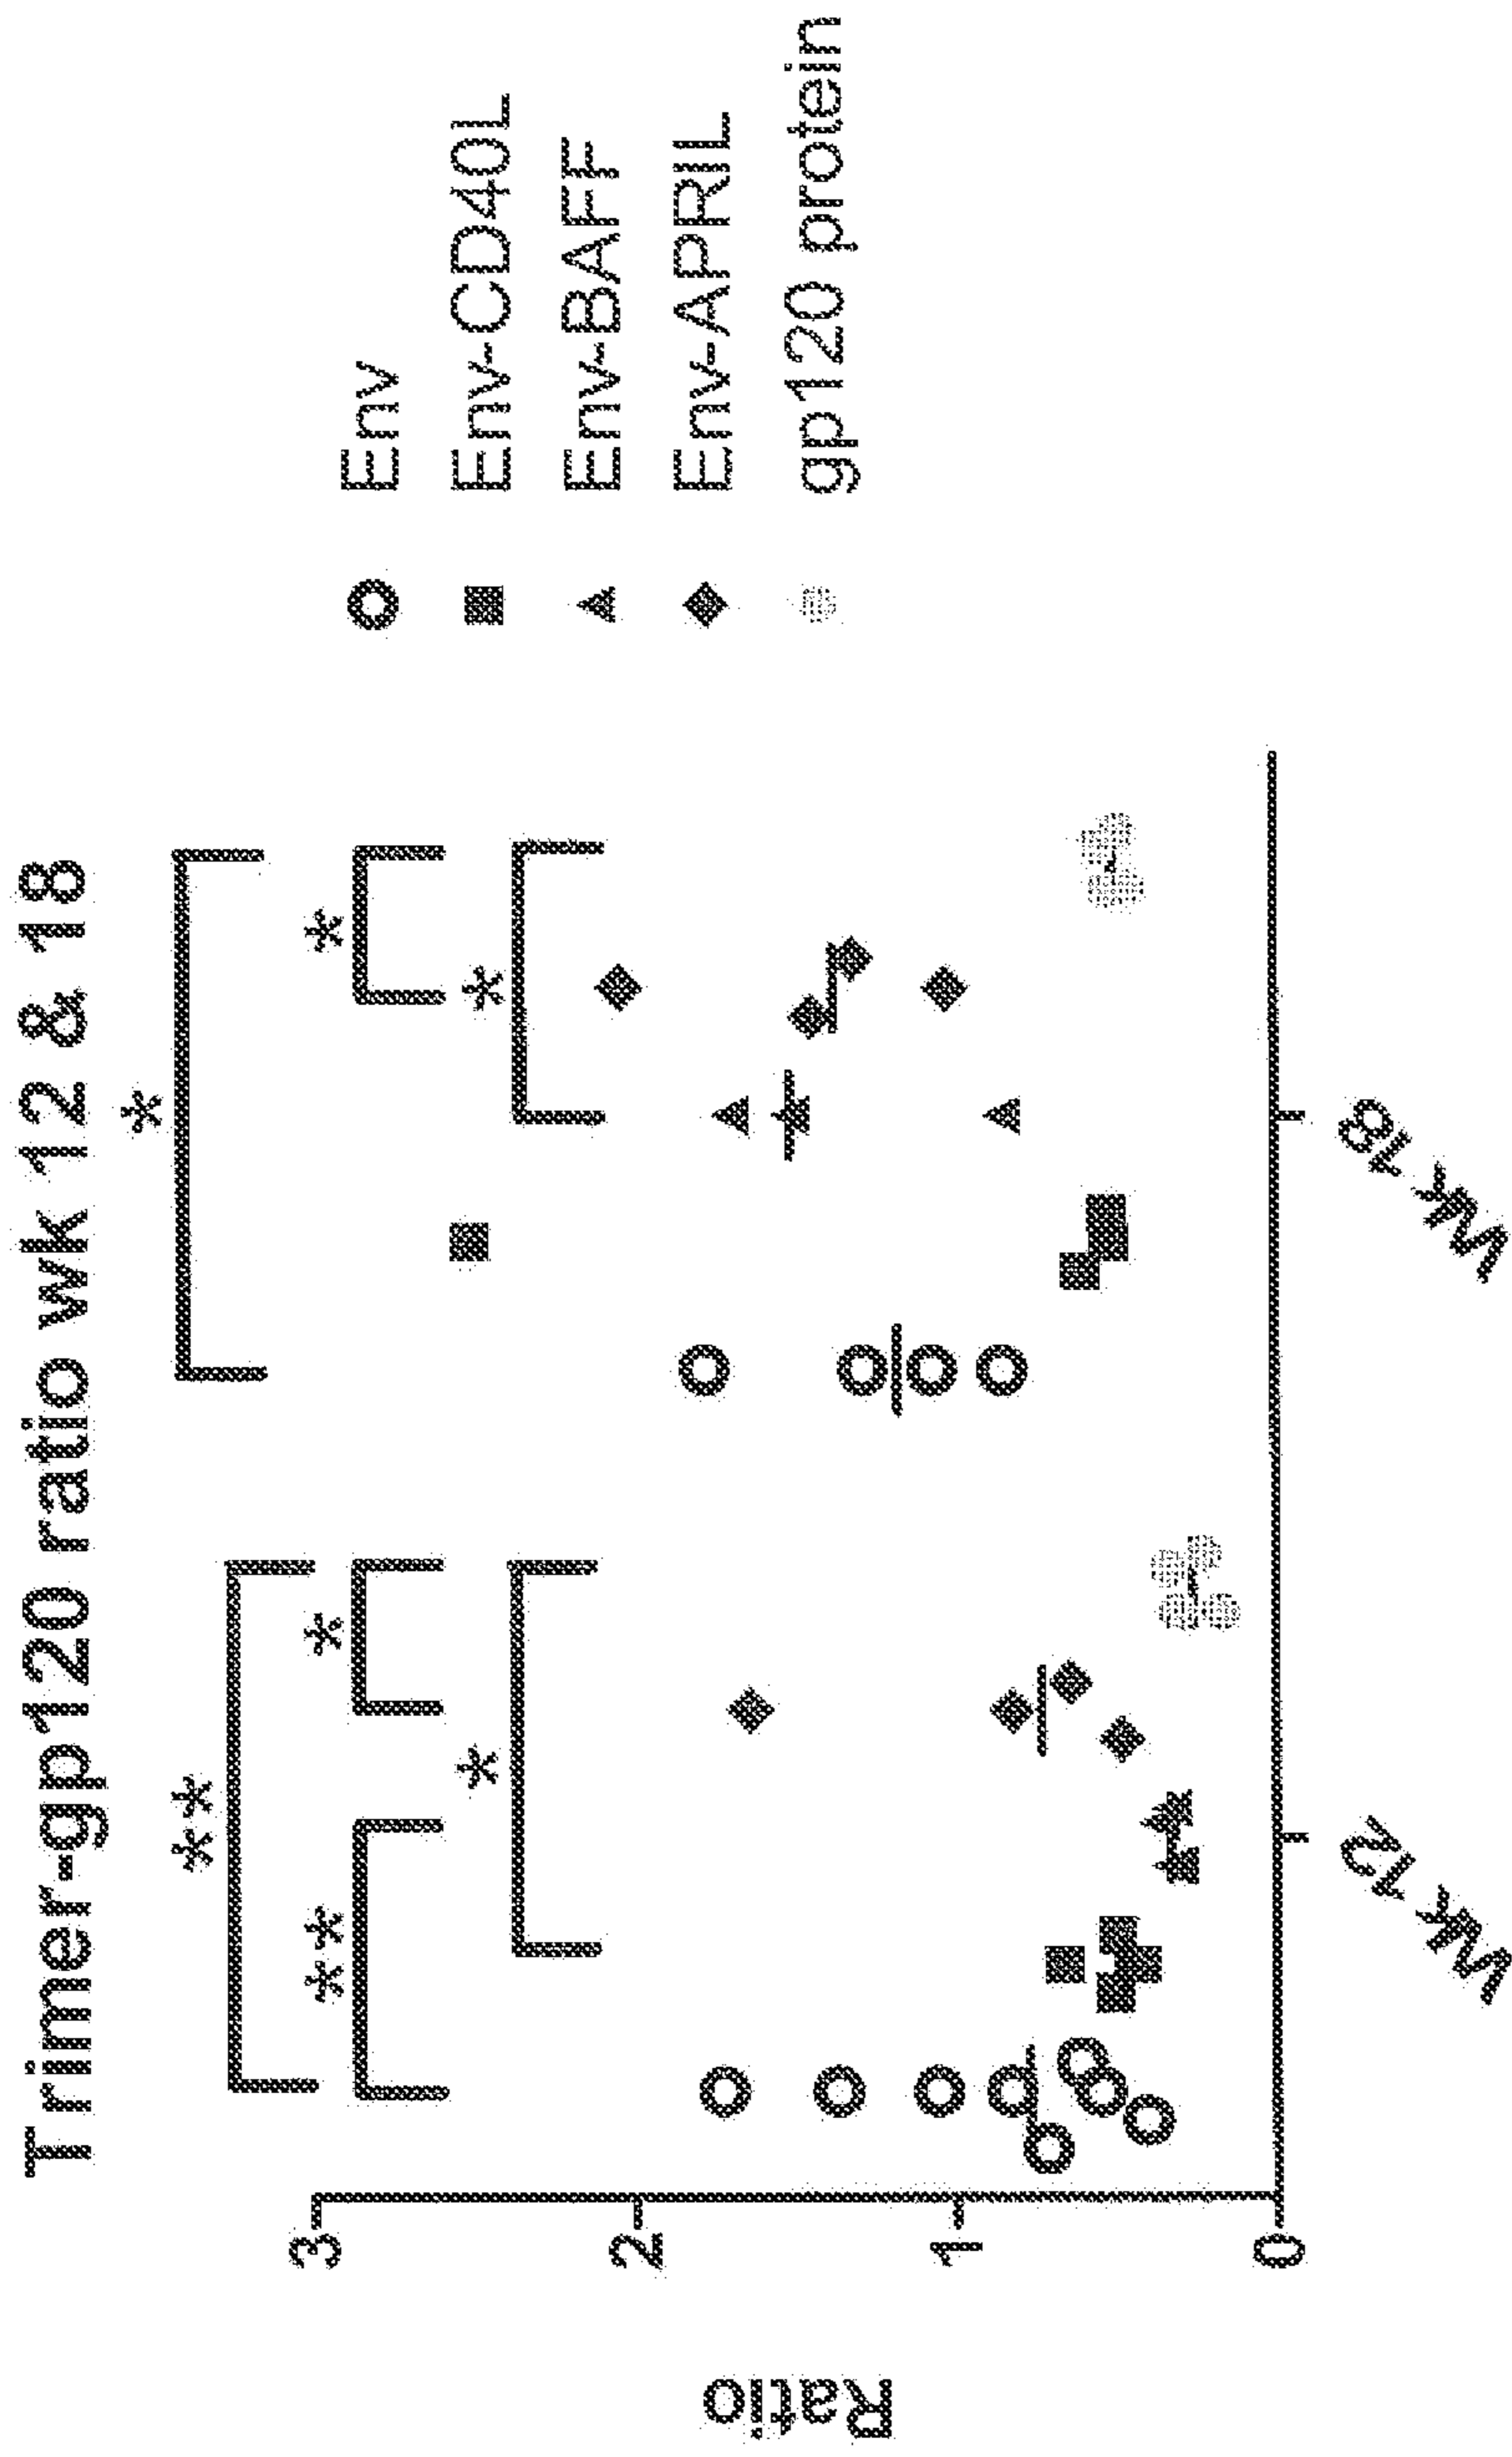 Trimer-gp120 ratio wk 12 & 18
**
*
**
*
*
*
*
*
Ratio
3
2
1
0
Wk 12
Wk 18
Env
Env-CD40L
Env-BAFF
Env-APRIL
gp120 protein